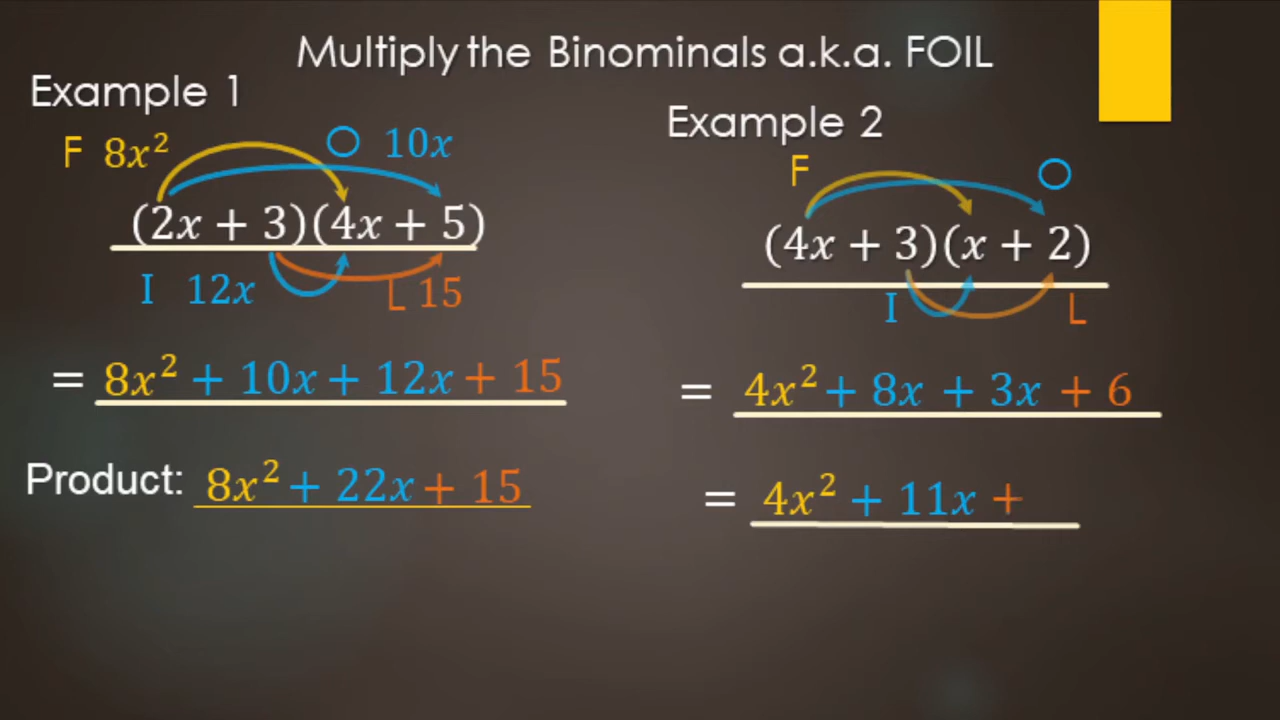 Multiply the Binominals a.k.a. FOIL
Example 1
F 8x² O 10x
(2x + 3)(4x + 5)
I 12x L 15
= 8x² + 10x + 12x + 15
Product: 8x² + 22x + 15
Example 2
F O
(4x + 3)(x + 2)
I L
= 4x² + 8x + 3x + 6
= 4x² + 11x +